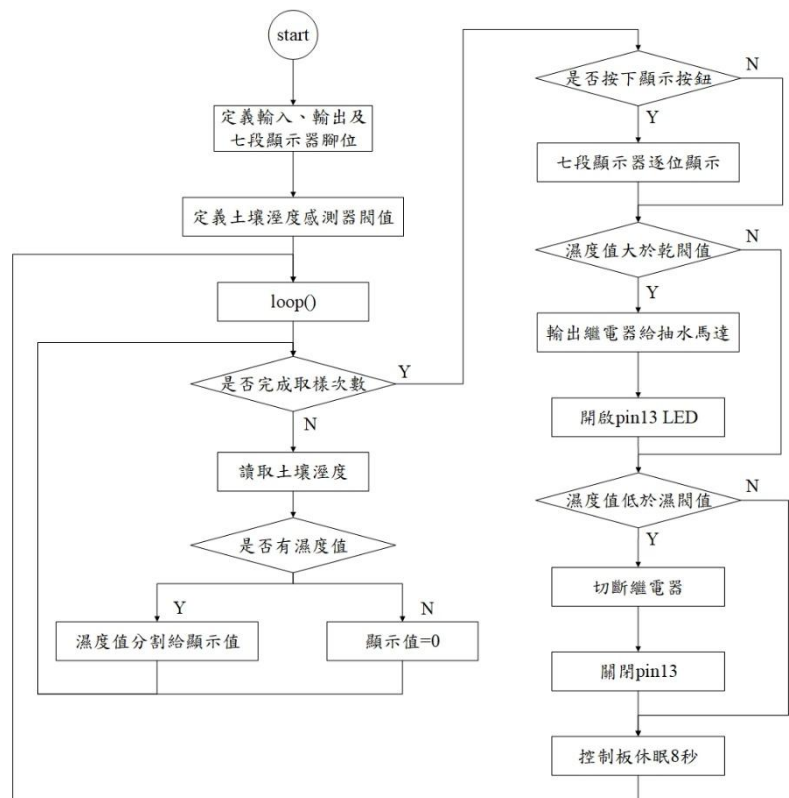 start
定義輸入、輸出及
七段顯示器腳位
定義土壤溼度感測器閥值
loop()
是否完成取樣次數
Y
N
讀取土壤溼度
是否有濕度值
Y
N
濕度值分割給顯示值
顯示值=0
是否按下顯示按鈕
N
Y
七段顯示器逐位顯示
濕度值大於乾閥值
N
Y
輸出繼電器給抽水馬達
開啟pin13 LED
濕度值低於濕閥值
N
Y
切斷繼電器
關閉pin13
控制板休眠8秒